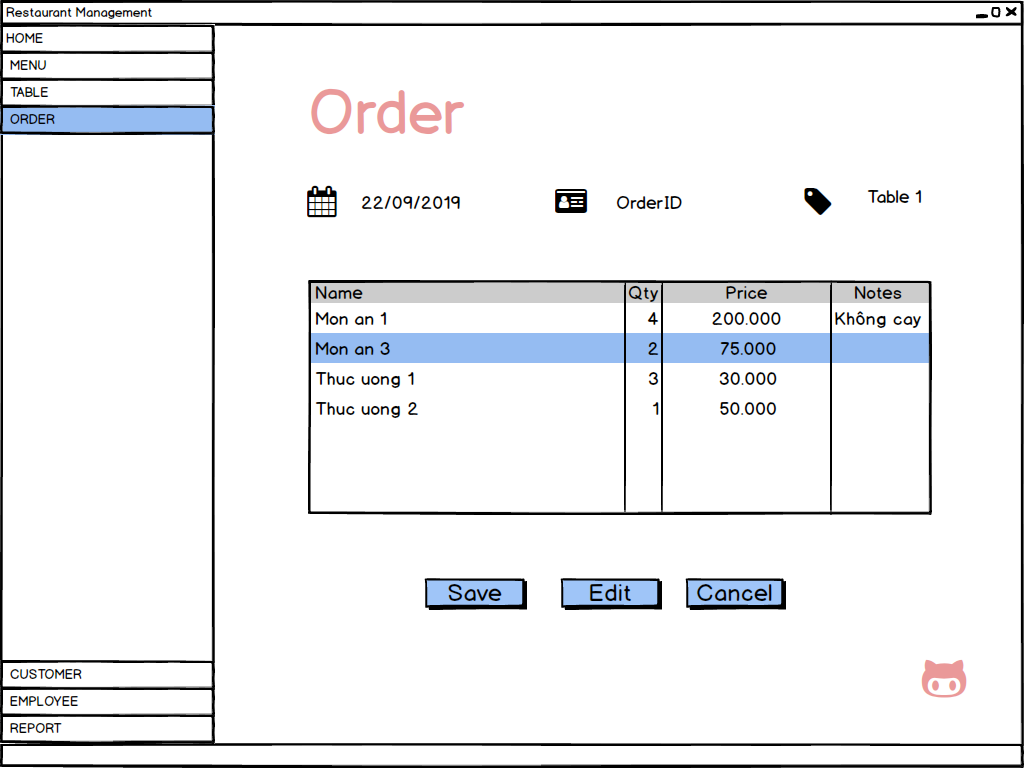 Restaurant Management
HOME
MENU
TABLE
ORDER
Order
22/09/2019 OrderID Table 1
Name Qty Price Notes
Mon an 1 4 200.000 Không cay
Mon an 3 2 75.000
Thuc uong 1 3 30.000
Thuc uong 2 1 50.000
Save Edit Cancel
CUSTOMER
EMPLOYEE
REPORT